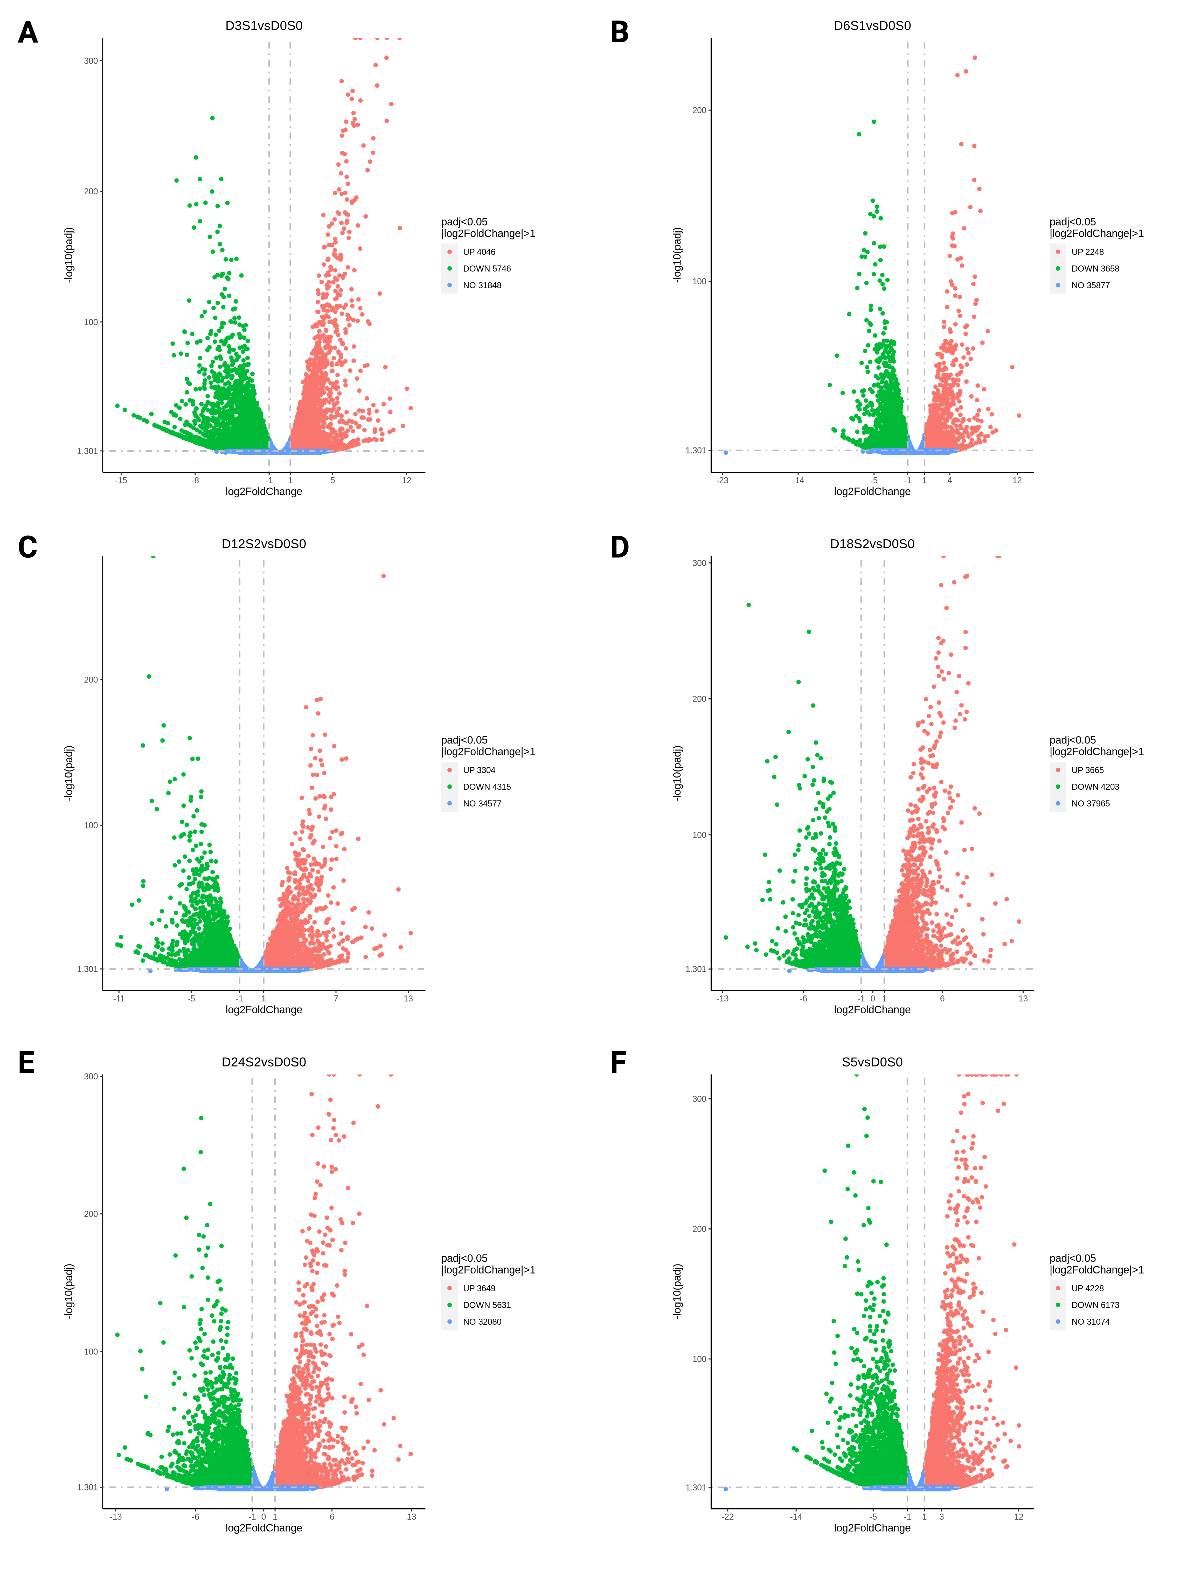 A
D3S1vsD0S0
300
200
100
1.301
-log10(padj)
-15 -8 -1 1 5 12
log2FoldChange
padj<0.05
|log2FoldChange|>1
UP 4046
DOWN 5746
NO 31848
B
D6S1vsD0S0
200
100
1.301
-log10(padj)
-23 -14 -5 -1 1 4 12
log2FoldChange
padj<0.05
|log2FoldChange|>1
UP 2248
DOWN 3658
NO 35877
C
D12S2vsD0S0
200
100
1.301
-log10(padj)
-11 -5 -1 1 7 13
log2FoldChange
padj<0.05
|log2FoldChange|>1
UP 3304
DOWN 4315
NO 34577
D
D18S2vsD0S0
300
200
100
1.301
-log10(padj)
-13 -6 -1 0 1 6 13
log2FoldChange
padj<0.05
|log2FoldChange|>1
UP 3665
DOWN 4203
NO 37965
E
D24S2vsD0S0
300
200
100
1.301
-log10(padj)
-13 -6 -1 0 1 6 13
log2FoldChange
padj<0.05
|log2FoldChange|>1
UP 3649
DOWN 5631
NO 32080
F
S5vsD0S0
300
200
100
1.301
-log10(padj)
-22 -14 -5 -1 1 3 12
log2FoldChange
padj<0.05
|log2FoldChange|>1
UP 4228
DOWN 6173
NO 31074